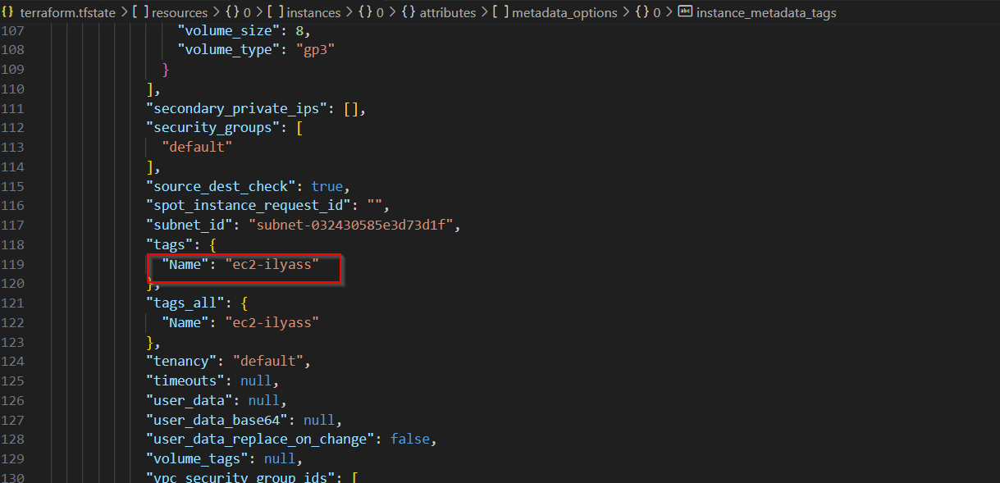 {} terraform.tfstate > [ ] resources > {} 0 > [ ] instances > {} 0 > {} attributes > [ ] metadata_options > {} 0 > abc instance_metadata_tags
107 "volume_size": 8,
108 "volume_type": "gp3"
109 }
110 ],
111 "secondary_private_ips": [],
112 "security_groups": [
113 "default"
114 ],
115 "source_dest_check": true,
116 "spot_instance_request_id": "",
117 "subnet_id": "subnet-032430585e3d73d1f",
118 "tags": {
119 "Name": "ec2-ilyass"
120 },
121 "tags_all": {
122 "Name": "ec2-ilyass"
123 },
124 "tenancy": "default",
125 "timeouts": null,
126 "user_data": null,
127 "user_data_base64": null,
128 "user_data_replace_on_change": false,
129 "volume_tags": null,
130 "vpc_security_group_ids": [